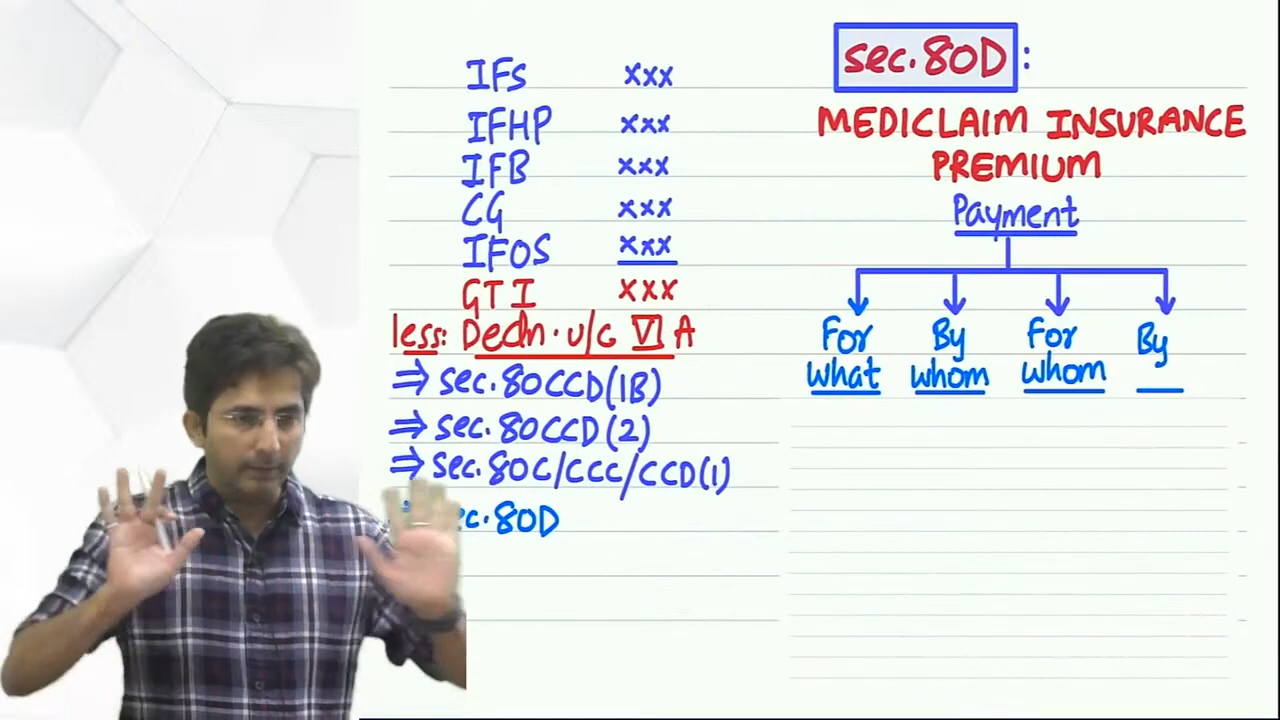 IFS xxx
IFHP xxx
IFB xxx
CG xxx
IFOS xxx
GTI xxx
less: Dedn. u/c VI A
⇒ sec. 80CCD(1B)
⇒ sec. 80CCD(2)
⇒ sec. 80C/CCC/CCD(1)
80D
sec. 80D :
MEDICLAIM INSURANCE
PREMIUM
Payment
For By For By
what whom whom